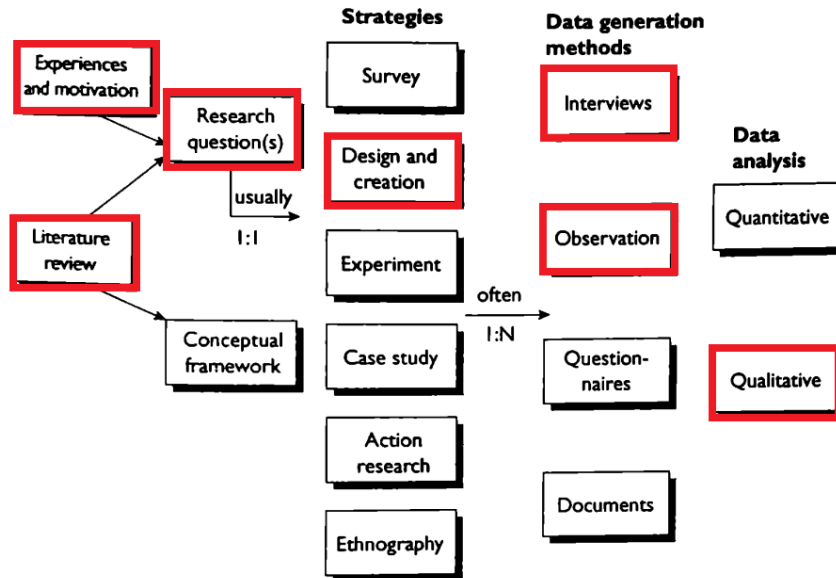 Strategies
Data generation
methods
Experiences
and motivation
Survey
Interviews
Research
question(s)
Data
analysis
Design and
creation
usually
1:1
Quantitative
Literature
review
Observation
Experiment
often
1:N
Conceptual
framework
Case study
Question-
naires
Qualitative
Action
research
Documents
Ethnography